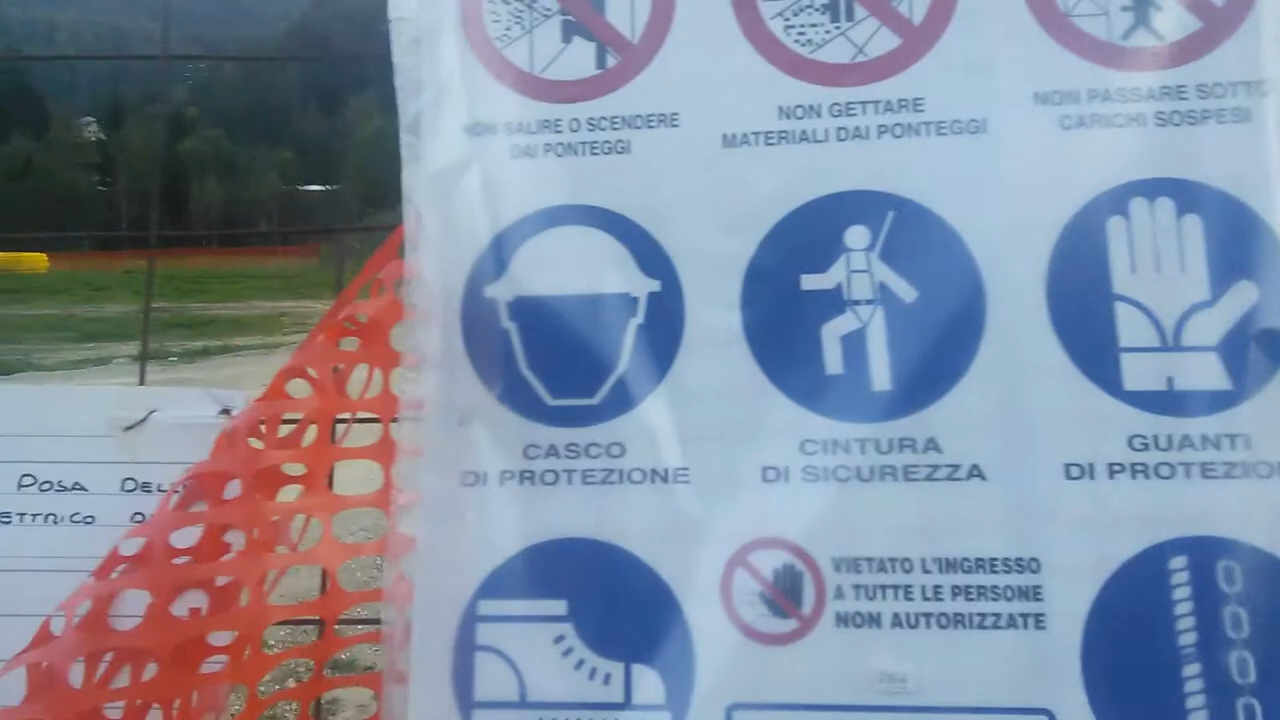 NON SALIRE O SCENDERE
DAI PONTEGGI
NON GETTARE
MATERIALI DAI PONTEGGI
NON PASSARE SOTTO
CARICHI SOSPESI
CASCO
DI PROTEZIONE
CINTURA
DI SICUREZZA
GUANTI
DI PROTEZIO
POSA DELL
ETTRICO D
VIETATO L'INGRESSO
A TUTTE LE PERSONE
NON AUTORIZZATE